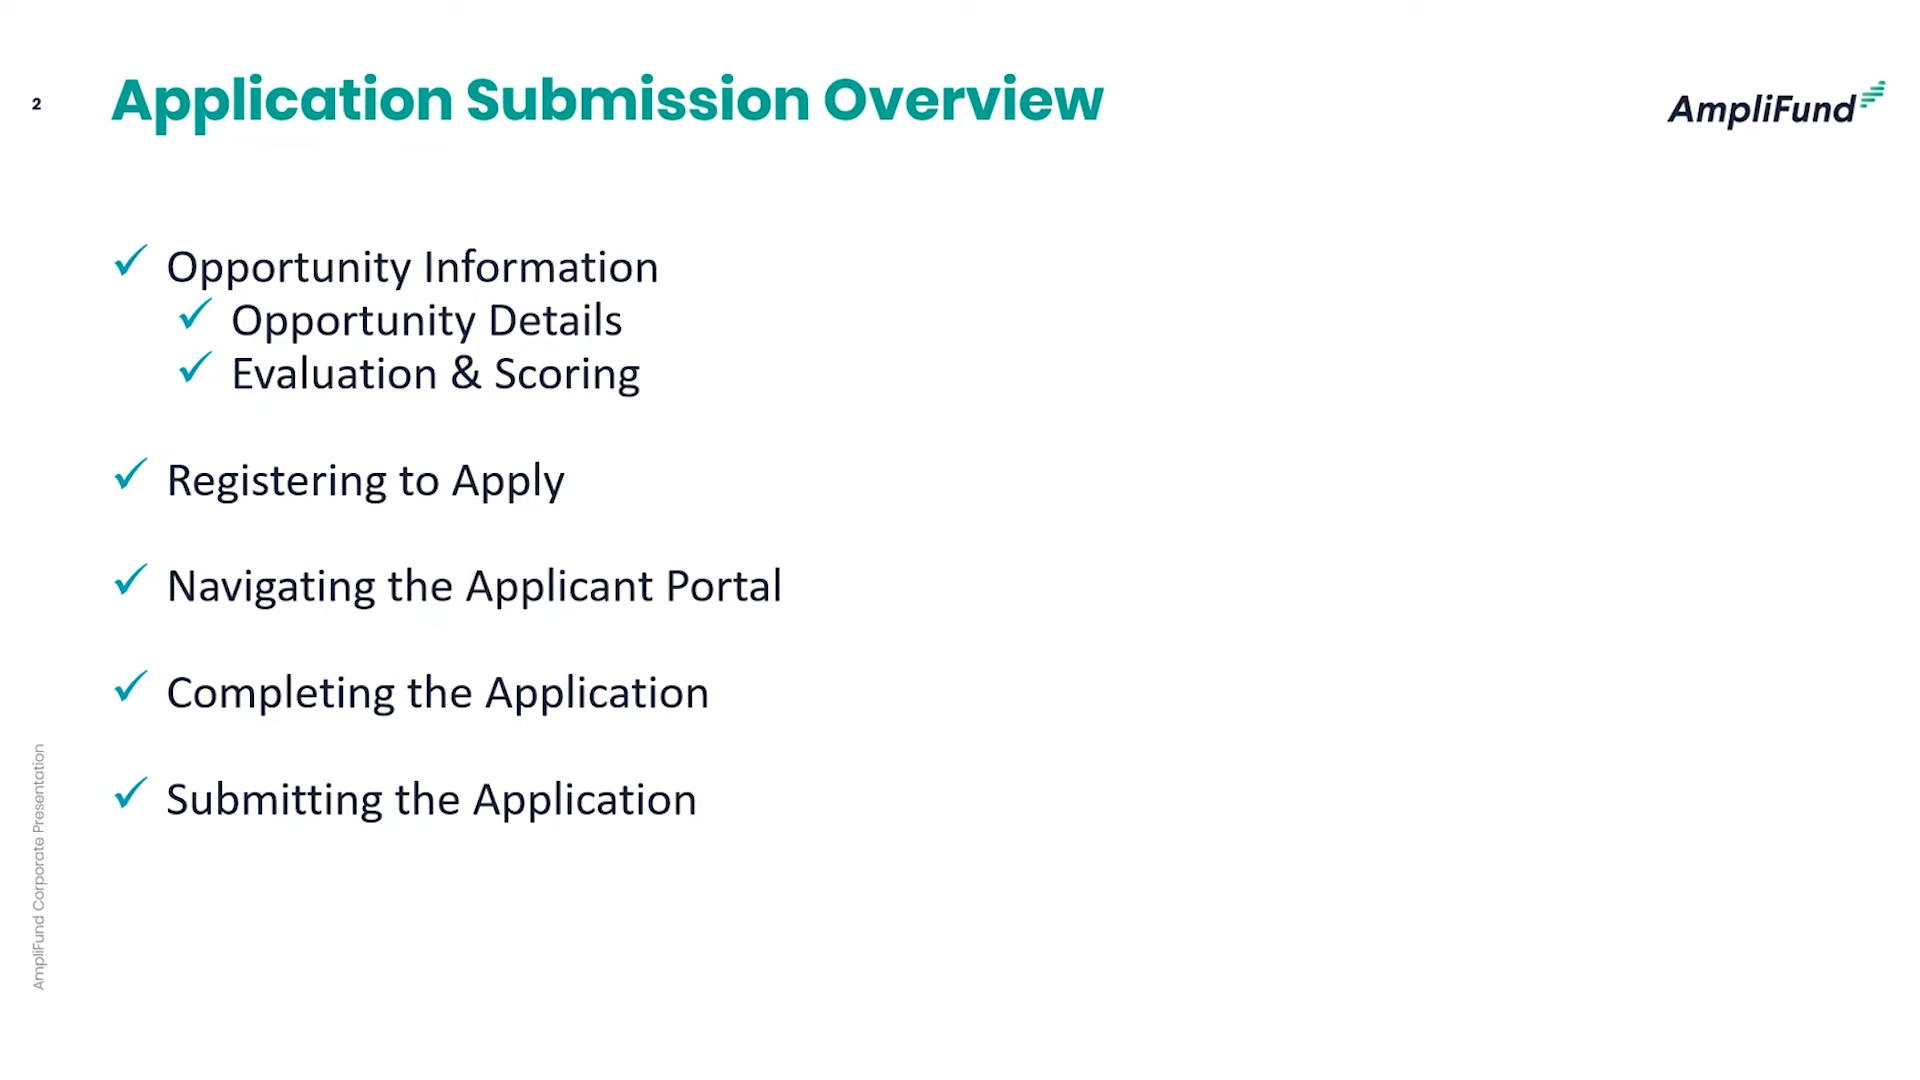 2
Application Submission Overview
AmpliFund
Opportunity Information
Opportunity Details
Evaluation & Scoring
Registering to Apply
Navigating the Applicant Portal
Completing the Application
Submitting the Application
AmpliFund Corporate Presentation